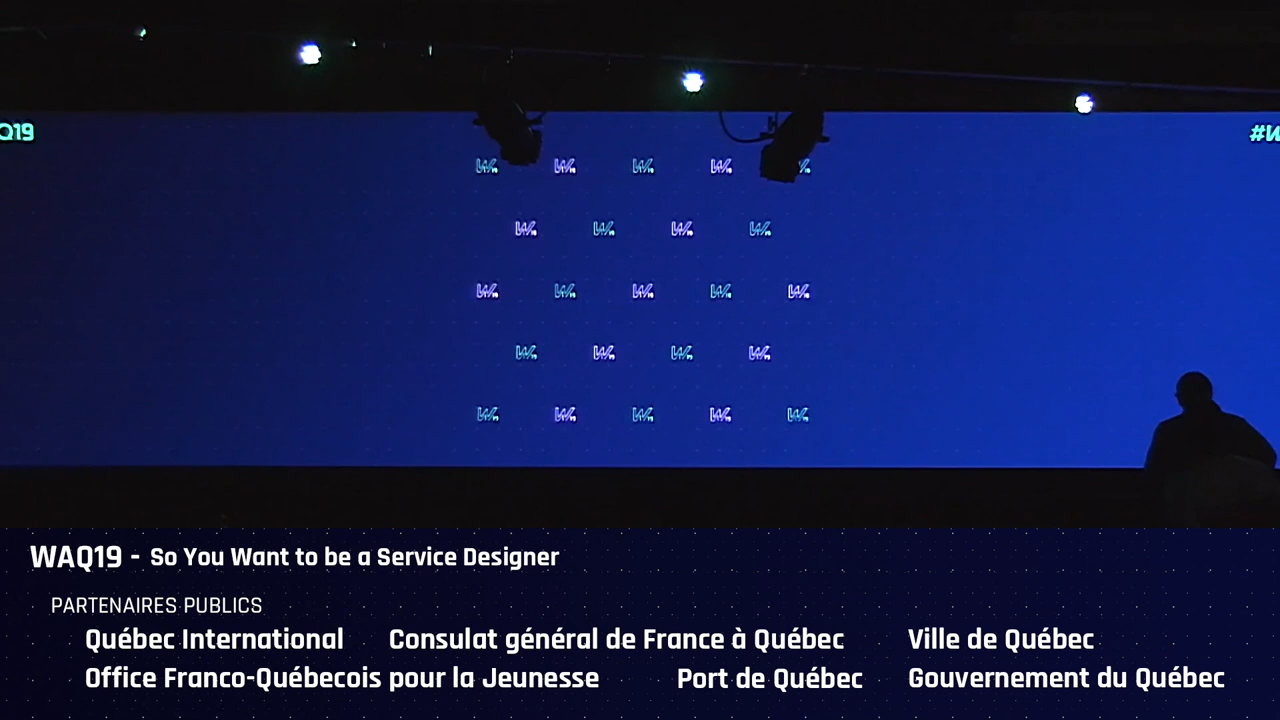 Q19
#W
WAQ19 - So You Want to be a Service Designer
PARTENAIRES PUBLICS
Québec International Consulat général de France à Québec Ville de Québec
Office Franco-Québecois pour la Jeunesse Port de Québec Gouvernement du Québec